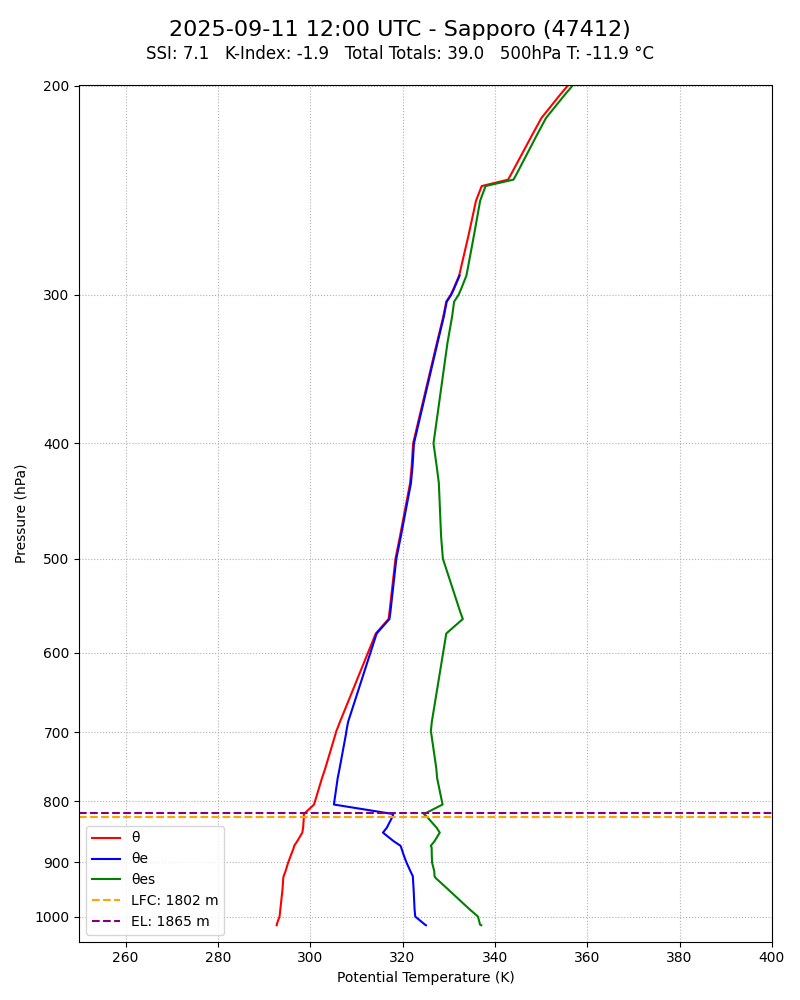 2025-09-11 12:00 UTC - Sapporo (47412)
SSI: 7.1   K-Index: -1.9   Total Totals: 39.0   500hPa T: -11.9 °C
200
300
400
500
600
700
800
900
1000
Pressure (hPa)
θ
θe
θes
LFC: 1802 m
EL: 1865 m
260 280 300 320 340 360 380 400
Potential Temperature (K)